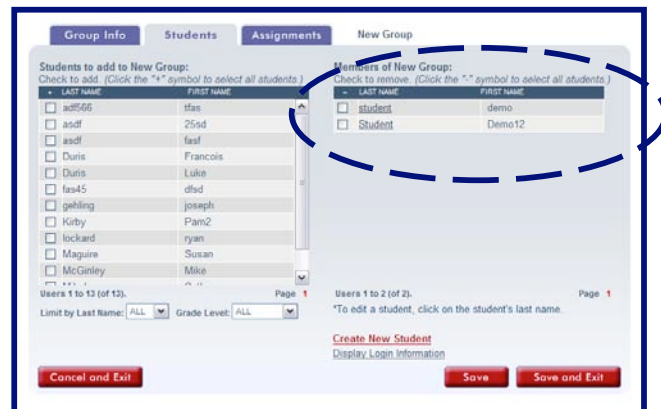 Group Info Students Assignments New Group
Students to add to New Group:
Check to add. (Click the "+" symbol to select all students.)
+ LAST NAME FIRST NAME
adf566 tfas
asdf 25sd
asdf fasf
Duris Francois
Duris Luke
fas45 dfsd
gehling joseph
Kirby Pam2
lockard ryan
Maguire Susan
McGinley Mike
Users 1 to 13 (of 13). Page 1
Limit by Last Name: ALL Grade Level: ALL
Members of New Group:
Check to remove. (Click the "-" symbol to select all students.)
- LAST NAME FIRST NAME
student demo
Student Demo12
Users 1 to 2 (of 2). Page 1
*To edit a student, click on the student's last name.
Create New Student
Display Login Information
Cancel and Exit Save Save and Exit